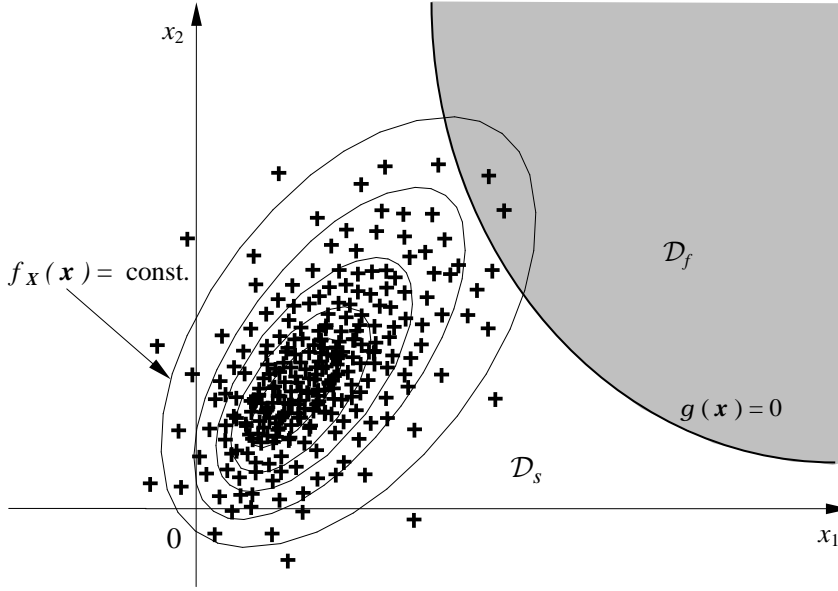 x₂
𝒟_f
f_X(x) = const.
g(x) = 0
𝒟_s
0
x₁